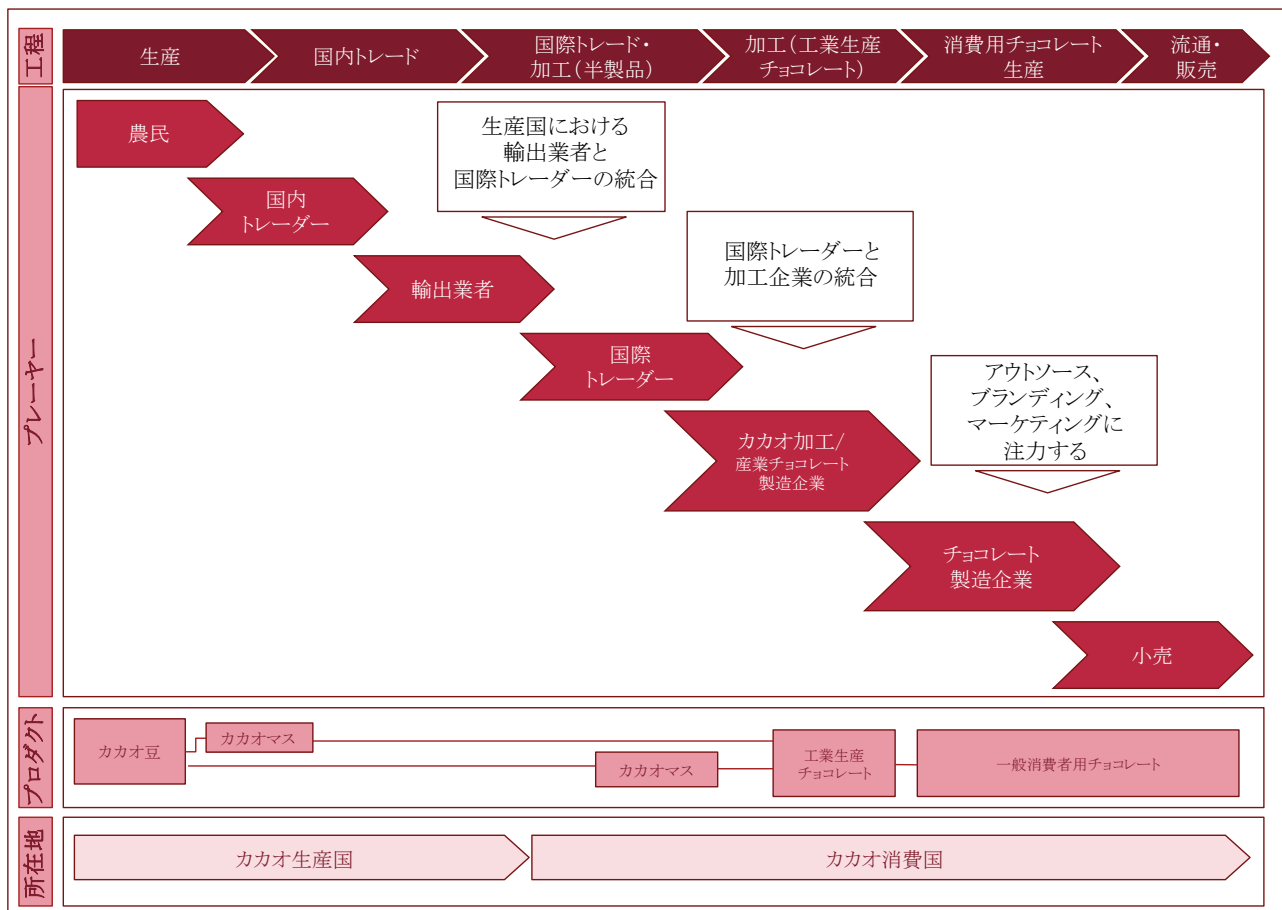 工程
生産
国内トレード
国際トレード・
加工(半製品)
加工(工業生産
チョコレート)
消費用チョコレート
生産
流通・
販売
プレーヤー
農民
国内
トレーダー
輸出業者
国際
トレーダー
カカオ加工/
産業チョコレート
製造企業
チョコレート
製造企業
小売
生産国における
輸出業者と
国際トレーダーの統合
国際トレーダーと
加工企業の統合
アウトソース、
ブランディング、
マーケティングに
注力する
プロダクト
カカオ豆
カカオマス
カカオマス
工業生産
チョコレート
一般消費者用チョコレート
所在地
カカオ生産国
カカオ消費国